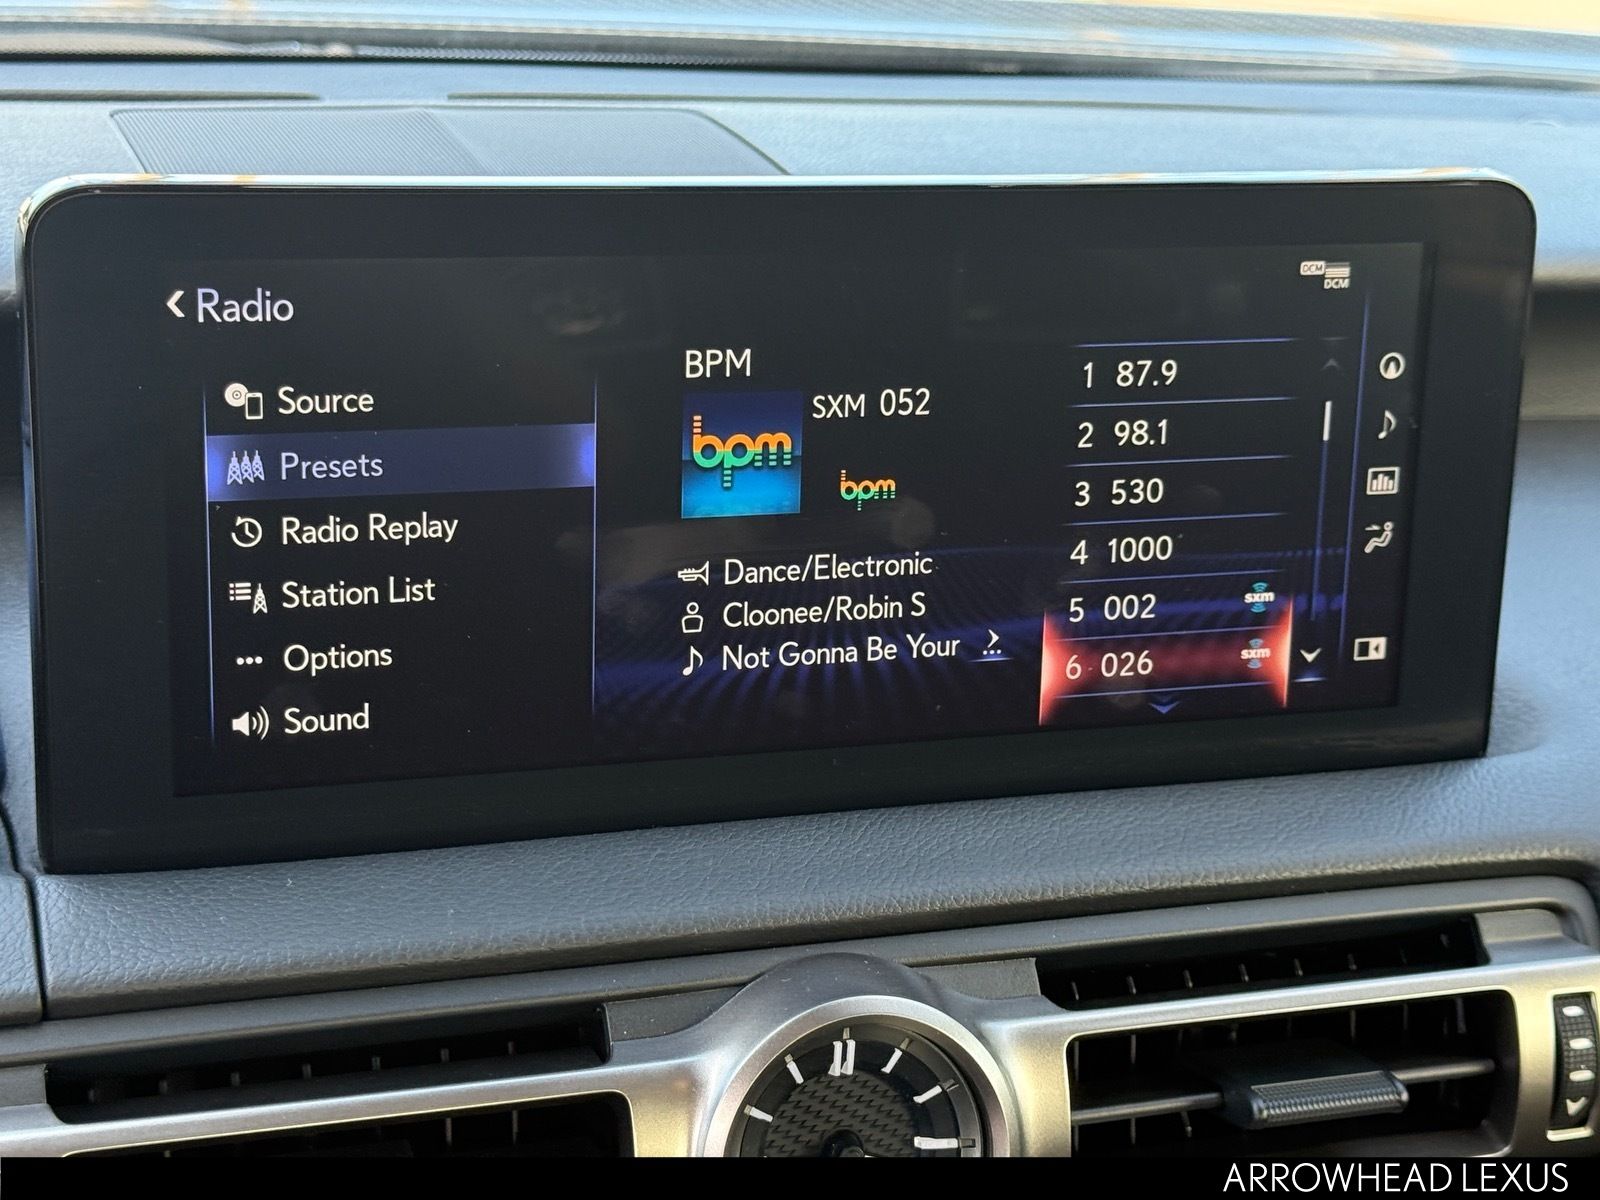 DCM
DCM
Radio
Source
Presets
Radio Replay
Station List
Options
Sound
BPM
SXM 052
bpm
bpm
Dance/Electronic
Cloonee/Robin S
Not Gonna Be Your
1 87.9
2 98.1
3 530
4 1000
5 002 sxm
6 026 sxm
ARROWHEAD LEXUS